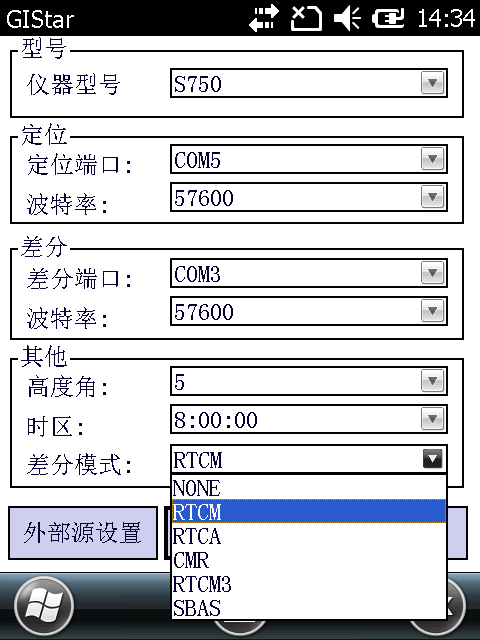 GIStar 14:34
型号
仪器型号 S750
定位
定位端口: COM5
波特率: 57600
差分
差分端口: COM3
波特率: 57600
其他
高度角: 5
时区: 8:00:00
差分模式: RTCM
NONE
RTCM
外部源设置
RTCA
CMR
RTCM3
SBAS